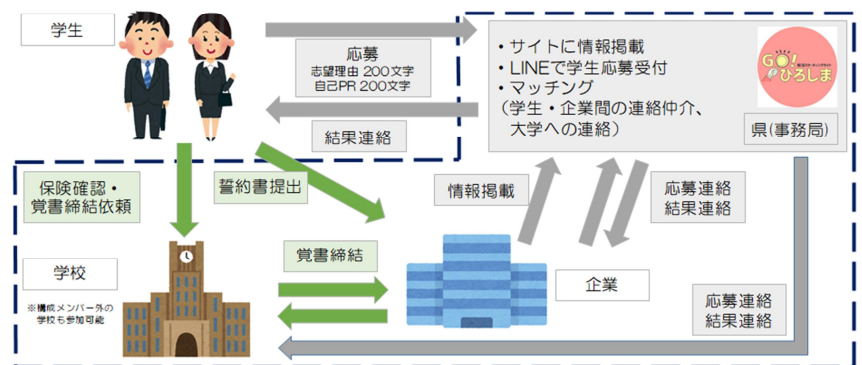 学生
応募
志望理由 200文字
自己PR 200文字
結果連絡
・サイトに情報掲載
・LINEで学生応募受付
・マッチング
（学生・企業間の連絡仲介、
大学への連絡）
GO!
ひろしま
県(事務局)
保険確認・
覚書締結依頼
誓約書提出
情報掲載
応募連絡
結果連絡
覚書締結
学校
※構成メンバー外の
学校も参加可能
企業
応募連絡
結果連絡